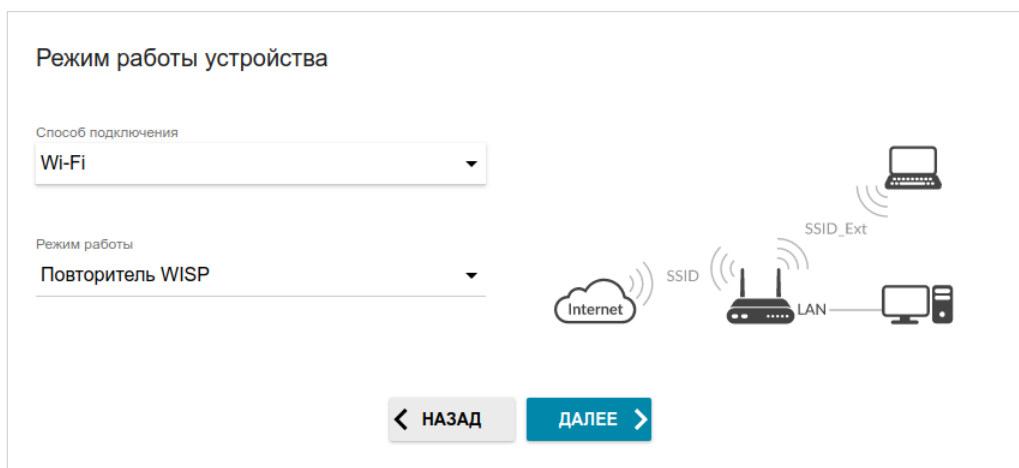 Режим работы устройства
Способ подключения
Wi-Fi
Режим работы
Повторитель WISP
SSID_Ext
SSID
Internet
LAN
НАЗАД
ДАЛЕЕ